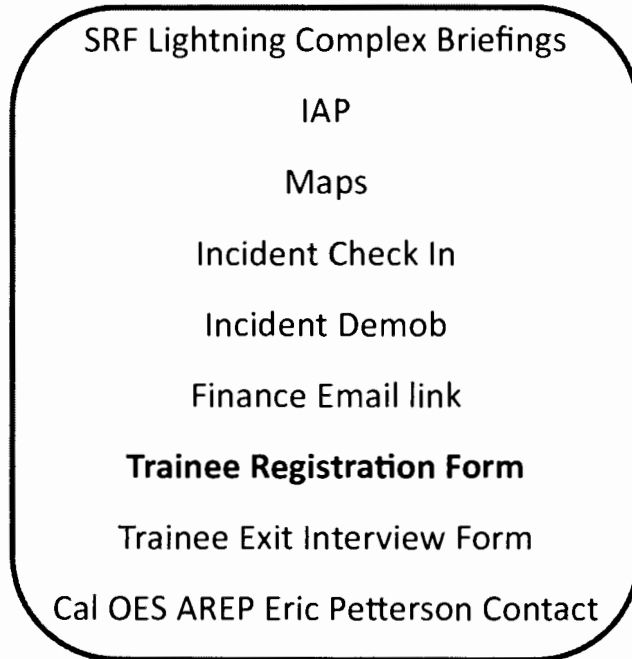 SRF Lightning Complex Briefings
IAP
Maps
Incident Check In
Incident Demob
Finance Email link
Trainee Registration Form
Trainee Exit Interview Form
Cal OES AREP Eric Petterson Contact